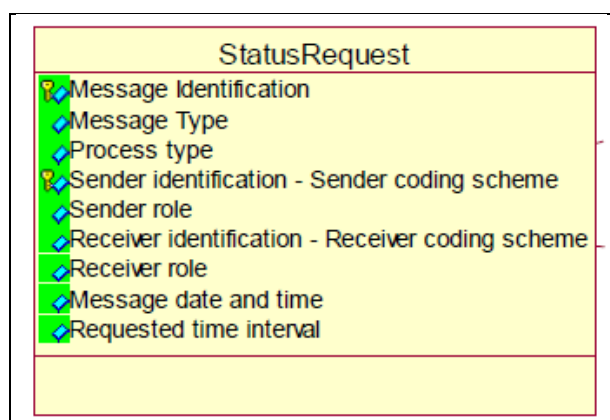 StatusRequest
Message Identification
Message Type
Process type
Sender identification - Sender coding scheme
Sender role
Receiver identification - Receiver coding scheme
Receiver role
Message date and time
Requested time interval